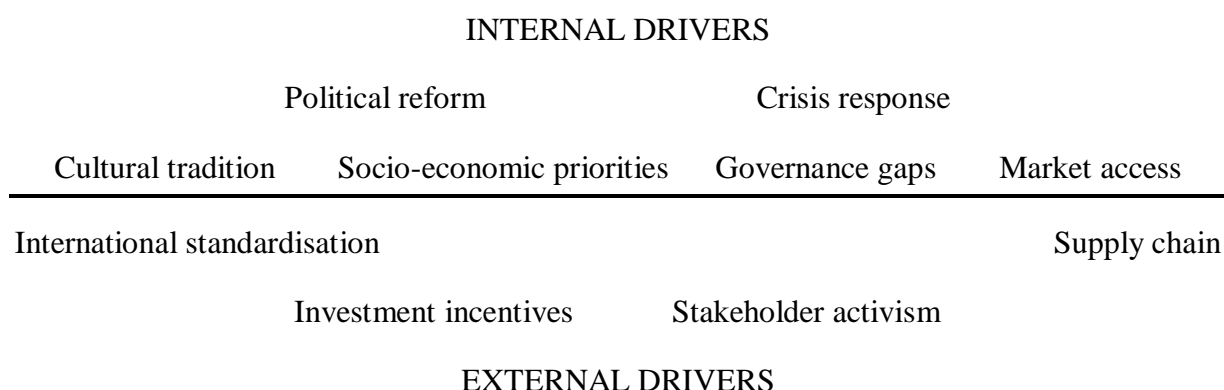 INTERNAL DRIVERS
Political reform Crisis response
Cultural tradition Socio-economic priorities Governance gaps Market access
International standardisation Supply chain
Investment incentives Stakeholder activism
EXTERNAL DRIVERS